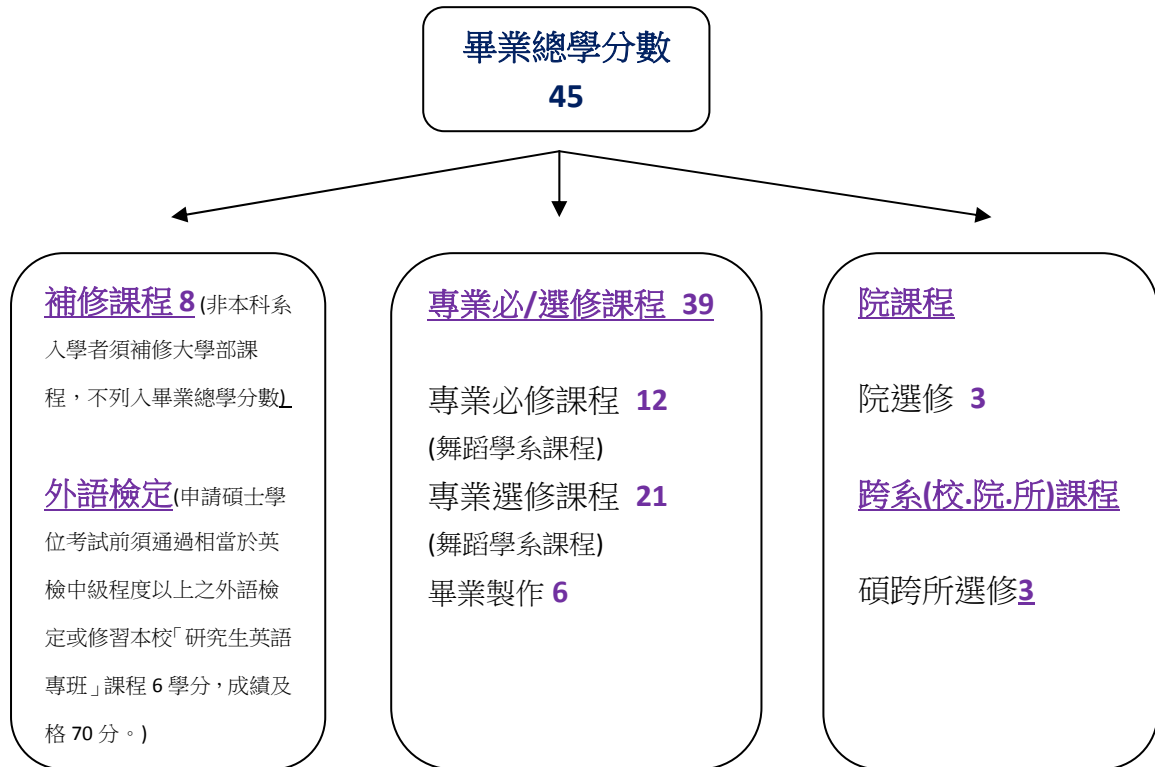 畢業總學分數
45
補修課程 8 (非本科系
入學者須補修大學部課
程，不列入畢業總學分數)
外語檢定(申請碩士學
位考試前須通過相當於英
檢中級程度以上之外語檢
定或修習本校「研究生英語
專班」課程 6 學分，成績及
格 70 分。)
專業必/選修課程 39
專業必修課程 12
(舞蹈學系課程)
專業選修課程 21
(舞蹈學系課程)
畢業製作 6
院課程
院選修 3
跨系(校.院.所)課程
碩跨所選修3